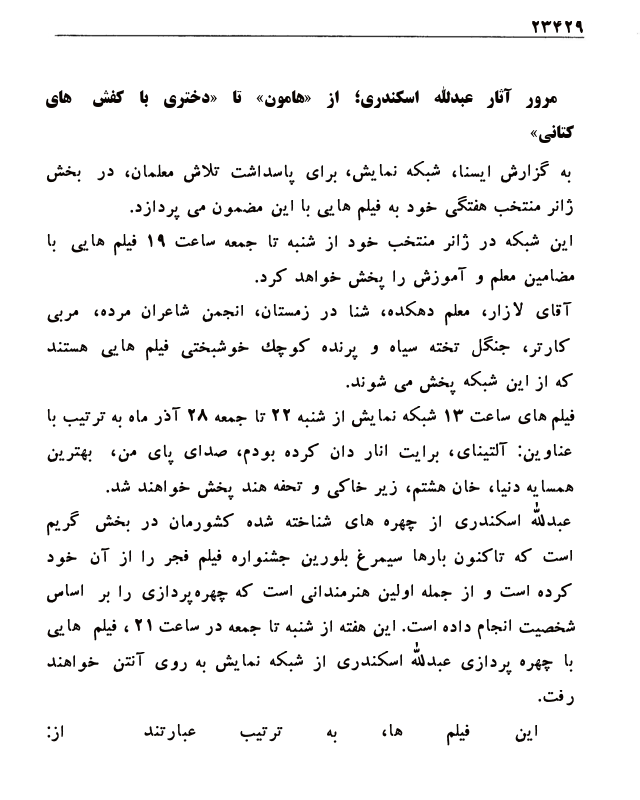 ۲۳۴۲۹
مرور آثار عبدالله اسکندری؛ از «هامون» تا «دختری با کفش های
کتانی»
به گزارش ایسنا، شبکه نمایش، برای پاسداشت تلاش معلمان، در بخش
ژانر منتخب هفتگی خود به فیلم هایی با این مضمون می پردازد.
این شبکه در ژانر منتخب خود از شنبه تا جمعه ساعت ۱۹ فیلم هایی با
مضامین معلم و آموزش را پخش خواهد کرد.
آقای لازار، معلم دهکده، شنا در زمستان، انجمن شاعران مرده، مربی
کارتر، جنگل تخته سیاه و پرنده کوچك خوشبختی فیلم هایی هستند
که از این شبکه پخش می شوند.
فیلم های ساعت ۱۳ شبکه نمایش از شنبه ۲۲ تا جمعه ۲۸ آذر ماه به ترتیب با
عناوین: آلتینای، برایت انار دان کرده بودم، صدای پای من، بهترین
همسایه دنیا، خان هشتم، زیر خاکی و تحفه هند پخش خواهند شد.
عبدالله اسکندری از چهره های شناخته شده کشورمان در بخش گریم
است که تاکنون بارها سیمرغ بلورین جشنواره فیلم فجر را از آن خود
کرده است و از جمله اولین هنرمندانی است که چهره‌پردازی را بر اساس
شخصیت انجام داده است. این هفته از شنبه تا جمعه در ساعت ۲۱، فیلم هایی
با چهره پردازی عبدالله اسکندری از شبکه نمایش به روی آنتن خواهند
رفت.
این فیلم ها، به ترتیب عبارتند از: